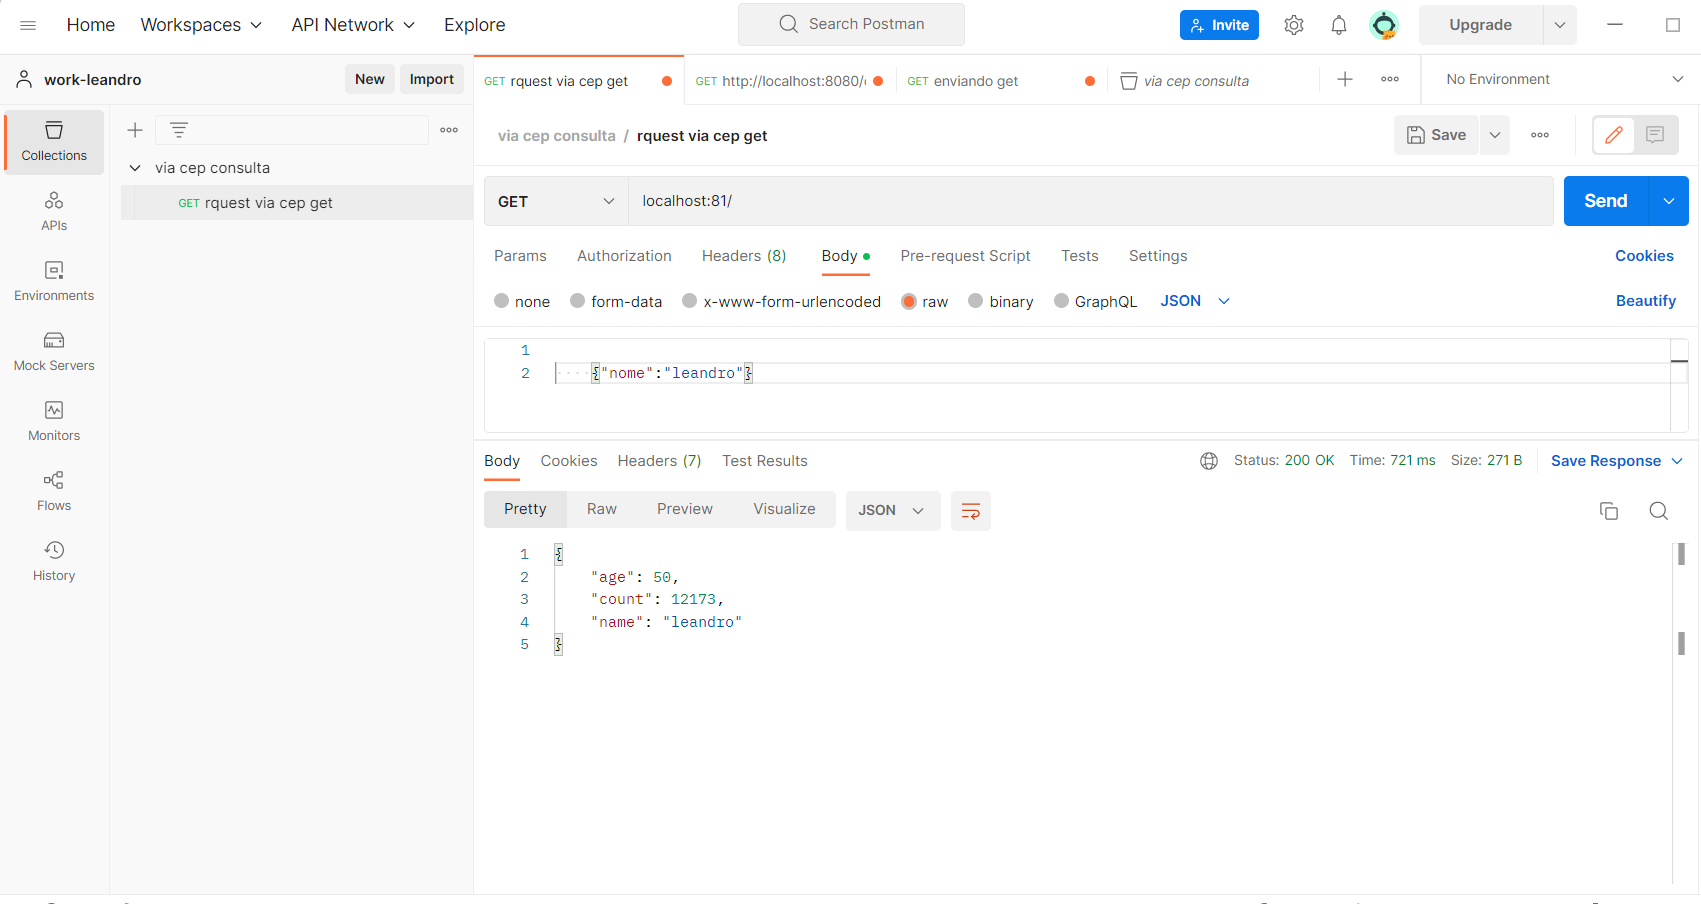 Home Workspaces API Network Explore Search Postman Invite Upgrade
work-leandro New Import GET rquest via cep get GET http://localhost:8080/ GET enviando get via cep consulta No Environment
Collections
APIs
Environments
Mock Servers
Monitors
Flows
History
via cep consulta
GET rquest via cep get
via cep consulta / rquest via cep get Save
GET localhost:81/ Send
Params Authorization Headers (8) Body Pre-request Script Tests Settings Cookies
none form-data x-www-form-urlencoded raw binary GraphQL JSON Beautify
1
2 {"nome":"leandro"}
Body Cookies Headers (7) Test Results Status: 200 OK Time: 721 ms Size: 271 B Save Response
Pretty Raw Preview Visualize JSON
1 {
2 "age": 50,
3 "count": 12173,
4 "name": "leandro"
5 }